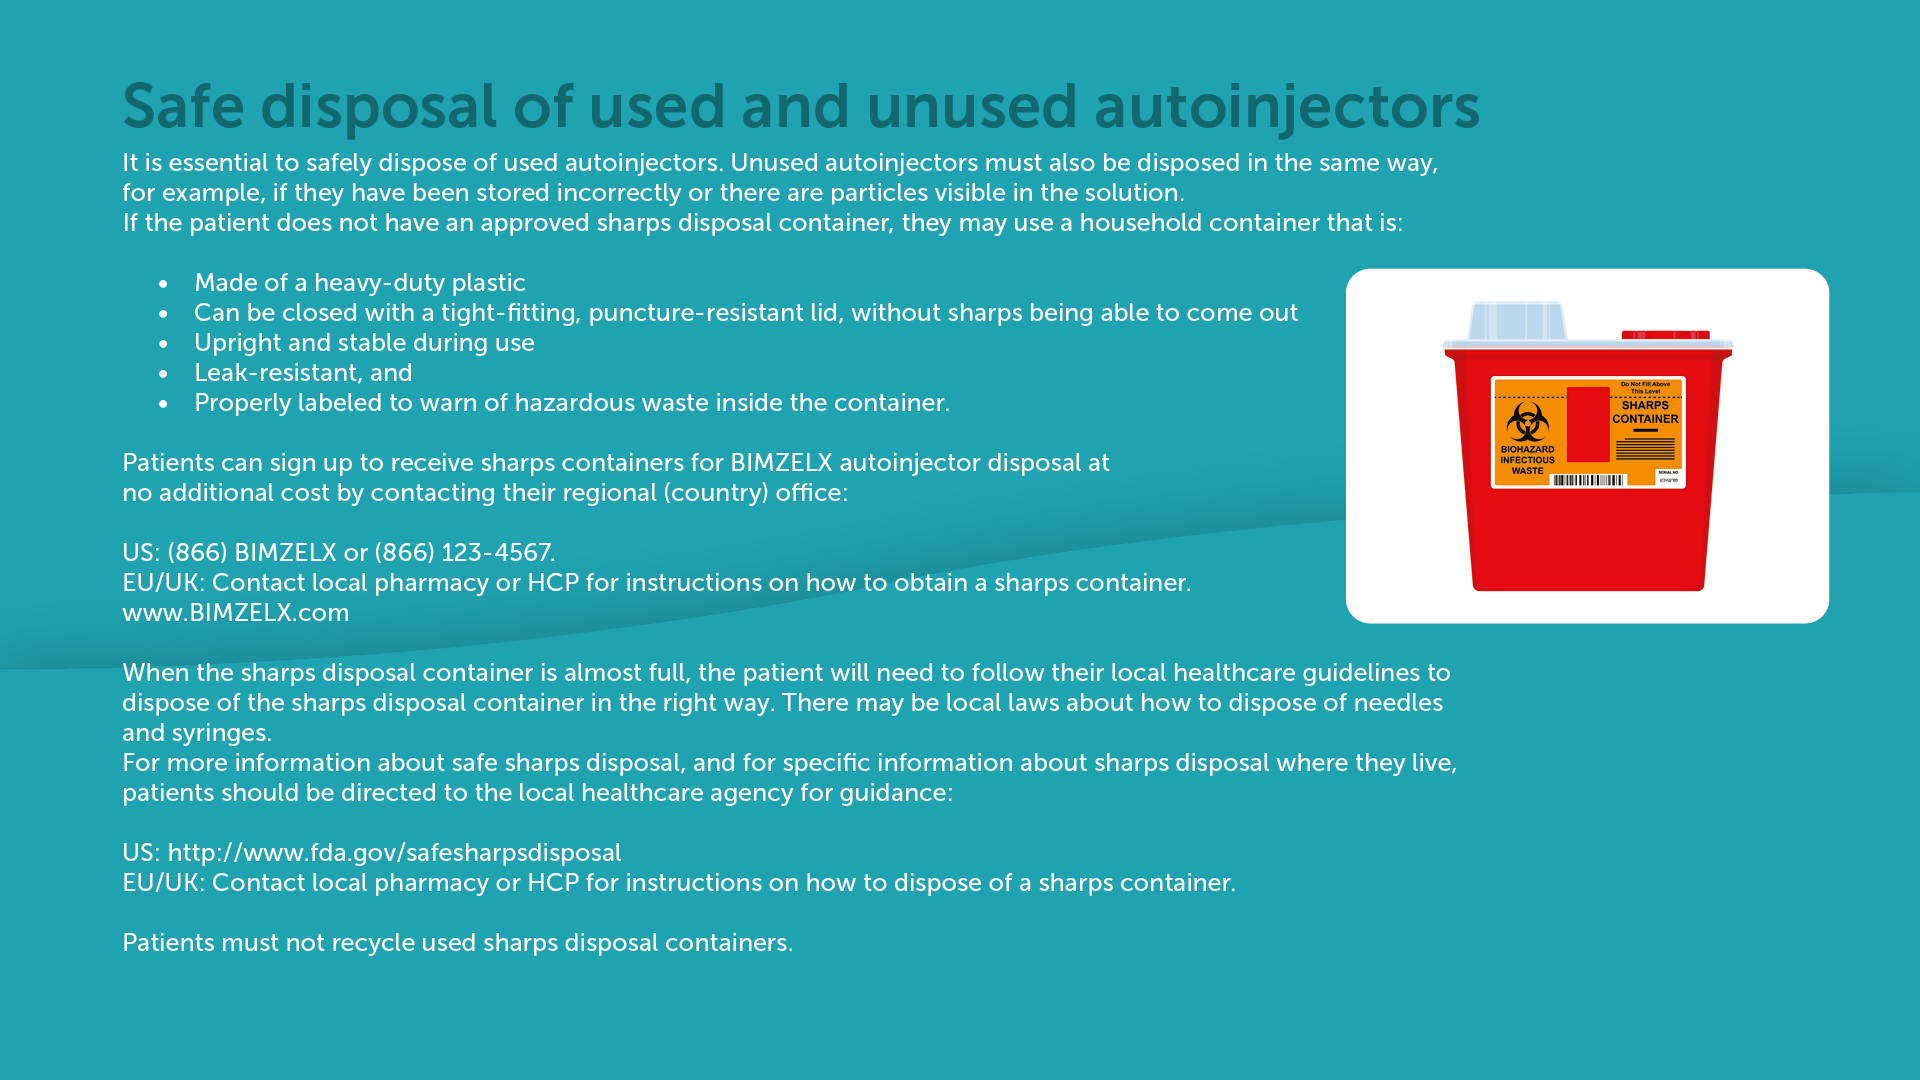 Safe disposal of used and unused autoinjectors
It is essential to safely dispose of used autoinjectors. Unused autoinjectors must also be disposed in the same way,
for example, if they have been stored incorrectly or there are particles visible in the solution.
If the patient does not have an approved sharps disposal container, they may use a household container that is:
• Made of a heavy-duty plastic
• Can be closed with a tight-fitting, puncture-resistant lid, without sharps being able to come out
• Upright and stable during use
• Leak-resistant, and
• Properly labeled to warn of hazardous waste inside the container.
Do Not Fill Above
This Level
SHARPS
CONTAINER
BIOHAZARD
INFECTIOUS
WASTE
SERIAL NO.
Patients can sign up to receive sharps containers for BIMZELX autoinjector disposal at
no additional cost by contacting their regional (country) office:
US: (866) BIMZELX or (866) 123-4567.
EU/UK: Contact local pharmacy or HCP for instructions on how to obtain a sharps container.
www.BIMZELX.com
When the sharps disposal container is almost full, the patient will need to follow their local healthcare guidelines to
dispose of the sharps disposal container in the right way. There may be local laws about how to dispose of needles
and syringes.
For more information about safe sharps disposal, and for specific information about sharps disposal where they live,
patients should be directed to the local healthcare agency for guidance:
US: http://www.fda.gov/safesharpsdisposal
EU/UK: Contact local pharmacy or HCP for instructions on how to dispose of a sharps container.
Patients must not recycle used sharps disposal containers.